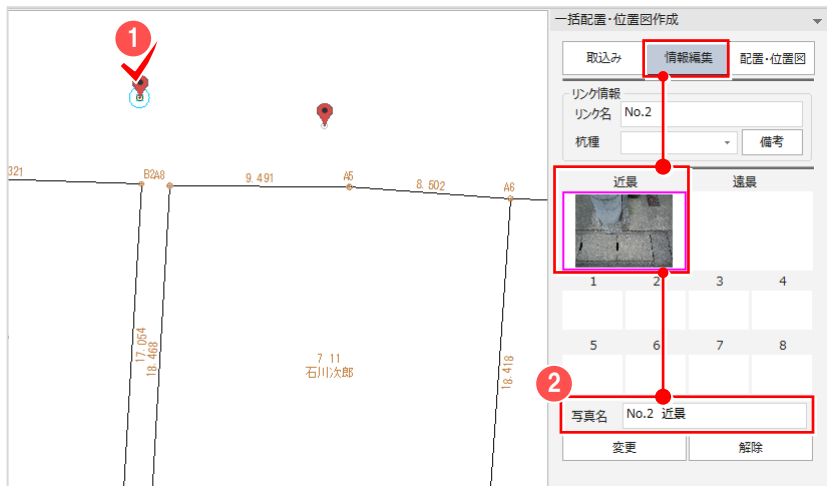 一括配置・位置図作成
1
取込み 情報編集 配置・位置図
リンク情報
リンク名 No.2
杭種 備考
近景 遠景
1 2 3 4
5 6 7 8
2
写真名 No.2 近景
変更 解除
321
B2A8
9.491
A5
8.502
A6
17.054
18.468
7 11
石川次郎
18.418